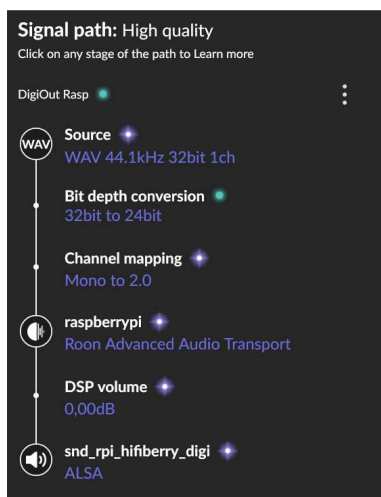 Signal path: High quality
Click on any stage of the path to Learn more
DigiOut Rasp
WAV
Source
WAV 44.1kHz 32bit 1ch
Bit depth conversion
32bit to 24bit
Channel mapping
Mono to 2.0
raspberrypi
Roon Advanced Audio Transport
DSP volume
0,00dB
snd_rpi_hifiberry_digi
ALSA